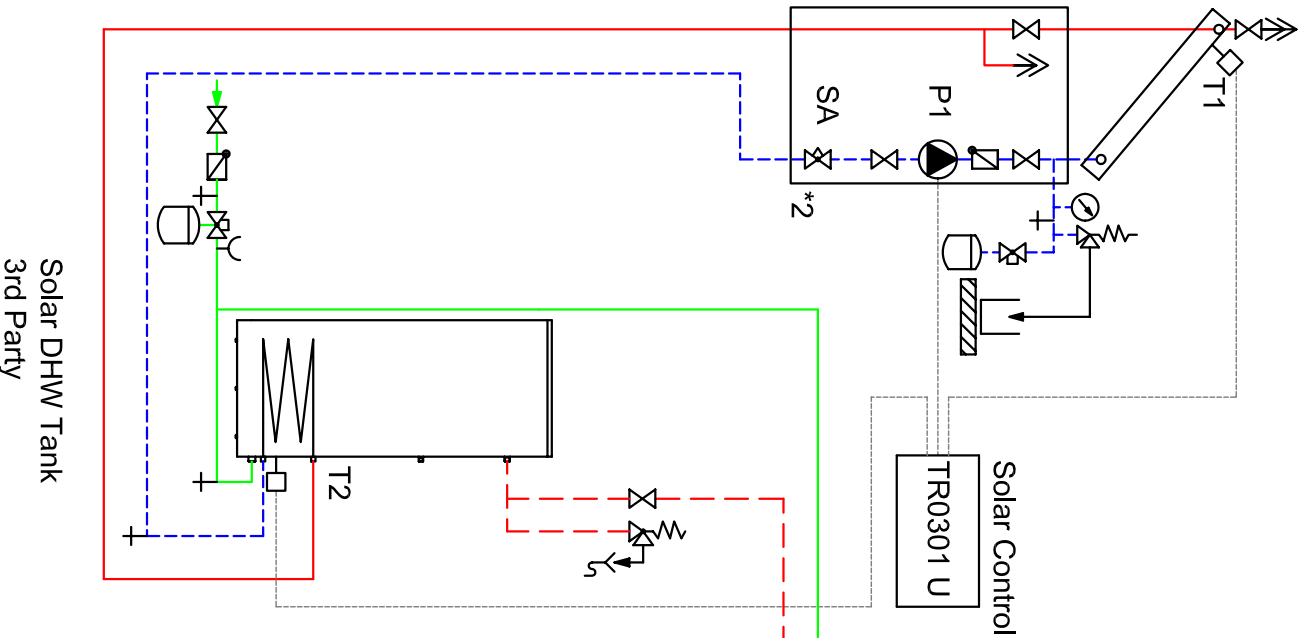 T1
P1
SA
*2
Solar Control
TR0301 U
T2
Solar DHW Tank
3rd Party